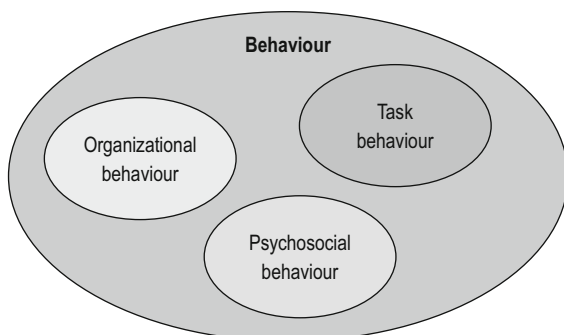 Behaviour
Task
behaviour
Organizational
behaviour
Psychosocial
behaviour